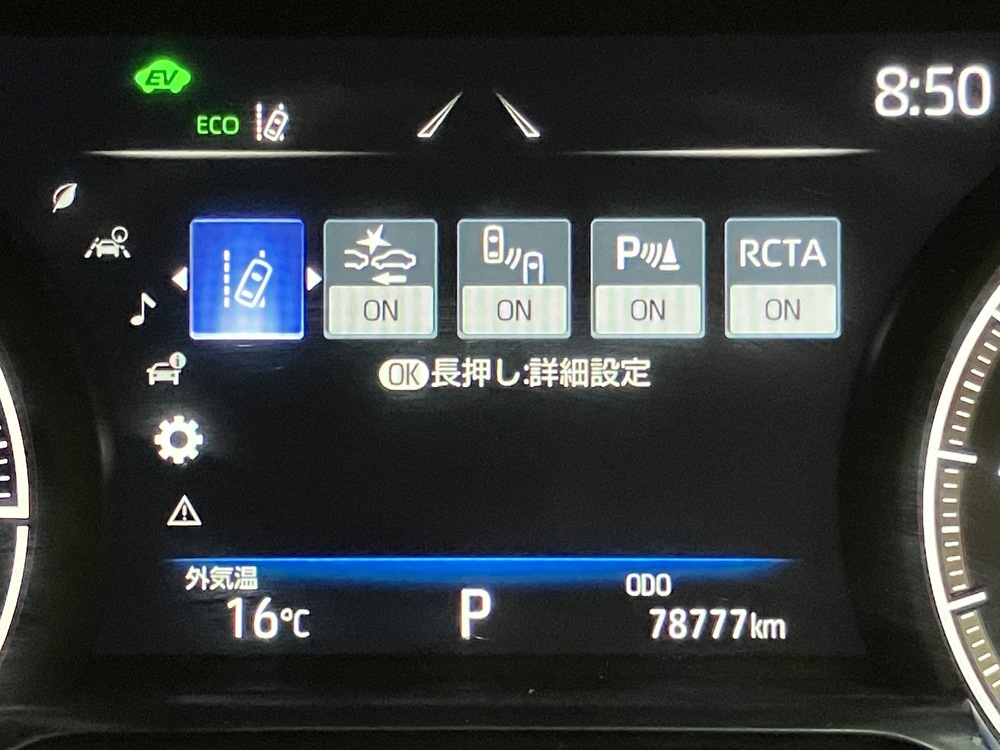 EV
8:50
ECO
P RCTA
ON ON ON ON
OK長押し:詳細設定
外気温 ODO
16℃ P 78777km